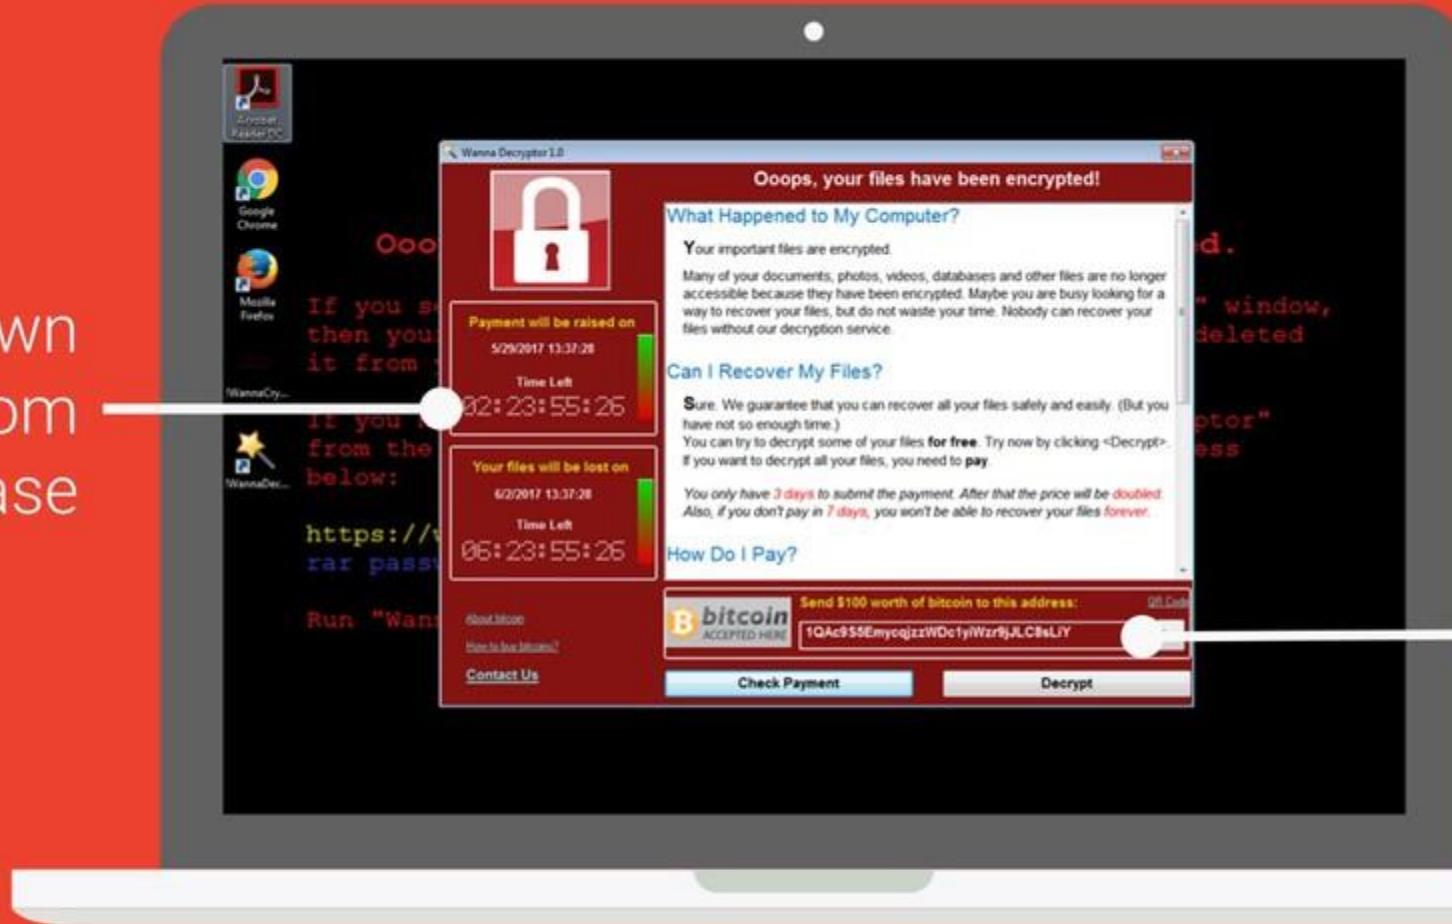 wn
om
ase
Acrobat
Reader DC
Google
Chrome
Mozilla
Firefox
!WannaCry...
!WannaDec...
Ooo
d.
If you s
" window,
then you
deleted
it from
If you
ptor"
from the
ess
below:
https://
rar passw
Run "Wan
Wanna Decryptor 1.0
Ooops, your files have been encrypted!
Payment will be raised on
5/29/2017 13:37:28
Time Left
02:23:55:26
Your files will be lost on
6/2/2017 13:37:28
Time Left
06:23:55:26
About bitcoin
How to buy bitcoins?
Contact Us
What Happened to My Computer?
Your important files are encrypted.
Many of your documents, photos, videos, databases and other files are no longer
accessible because they have been encrypted. Maybe you are busy looking for a
way to recover your files, but do not waste your time. Nobody can recover your
files without our decryption service.
Can I Recover My Files?
Sure. We guarantee that you can recover all your files safely and easily. (But you
have not so enough time.)
You can try to decrypt some of your files for free. Try now by clicking <Decrypt>.
If you want to decrypt all your files, you need to pay.
You only have 3 days to submit the payment. After that the price will be doubled.
Also, if you don't pay in 7 days, you won't be able to recover your files forever.
How Do I Pay?
bitcoin
ACCEPTED HERE
Send $100 worth of bitcoin to this address:
QR Code
1QAc9S5EmycqjzzWDc1yiWzr9jJLC8sLiY
Check Payment
Decrypt